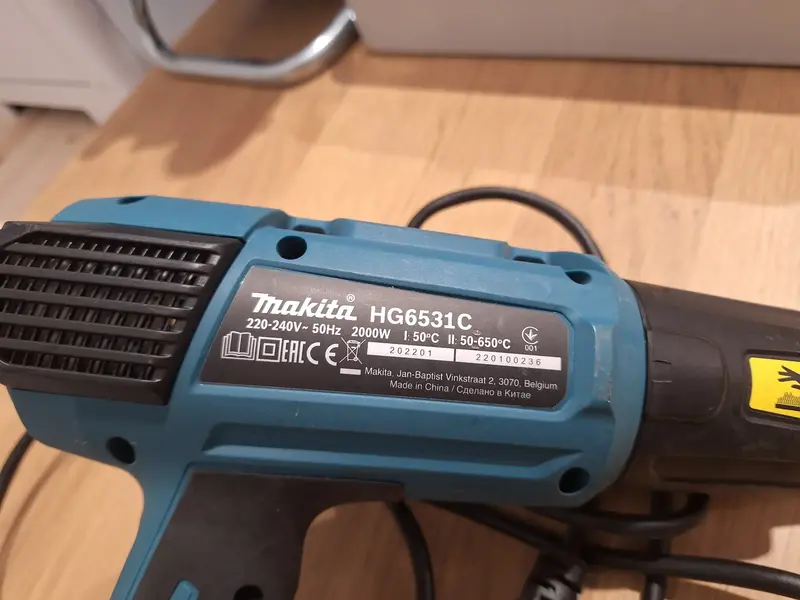 makita® HG6531C
220-240V~ 50Hz 2000W I: 50°C II: 50-650°C
EAC CE 202201 220100236 001
Makita. Jan-Baptist Vinkstraat 2, 3070, Belgium
Made in China / Сделано в Китае